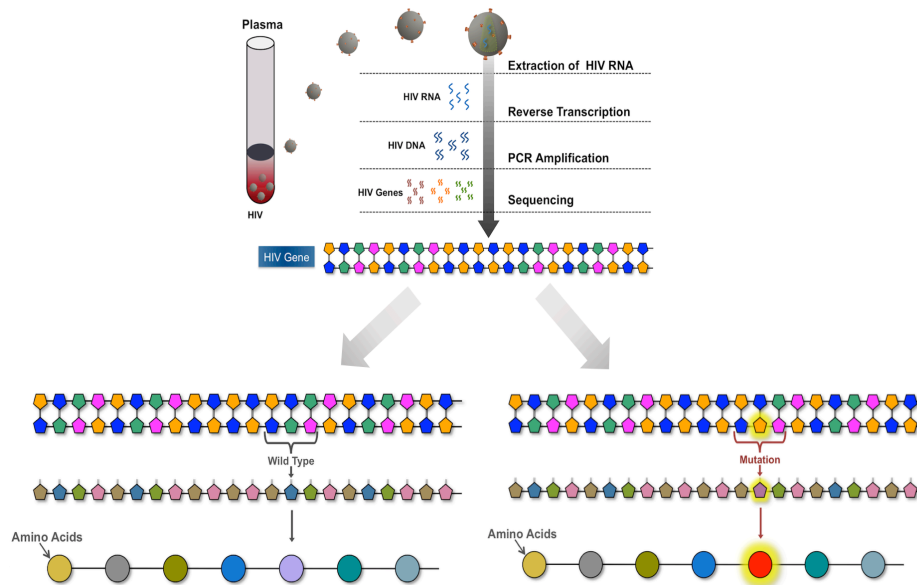 Plasma
Extraction of HIV RNA
HIV RNA
Reverse Transcription
HIV DNA
PCR Amplification
HIV Genes
Sequencing
HIV
HIV Gene
Wild Type
Mutation
Amino Acids
Amino Acids